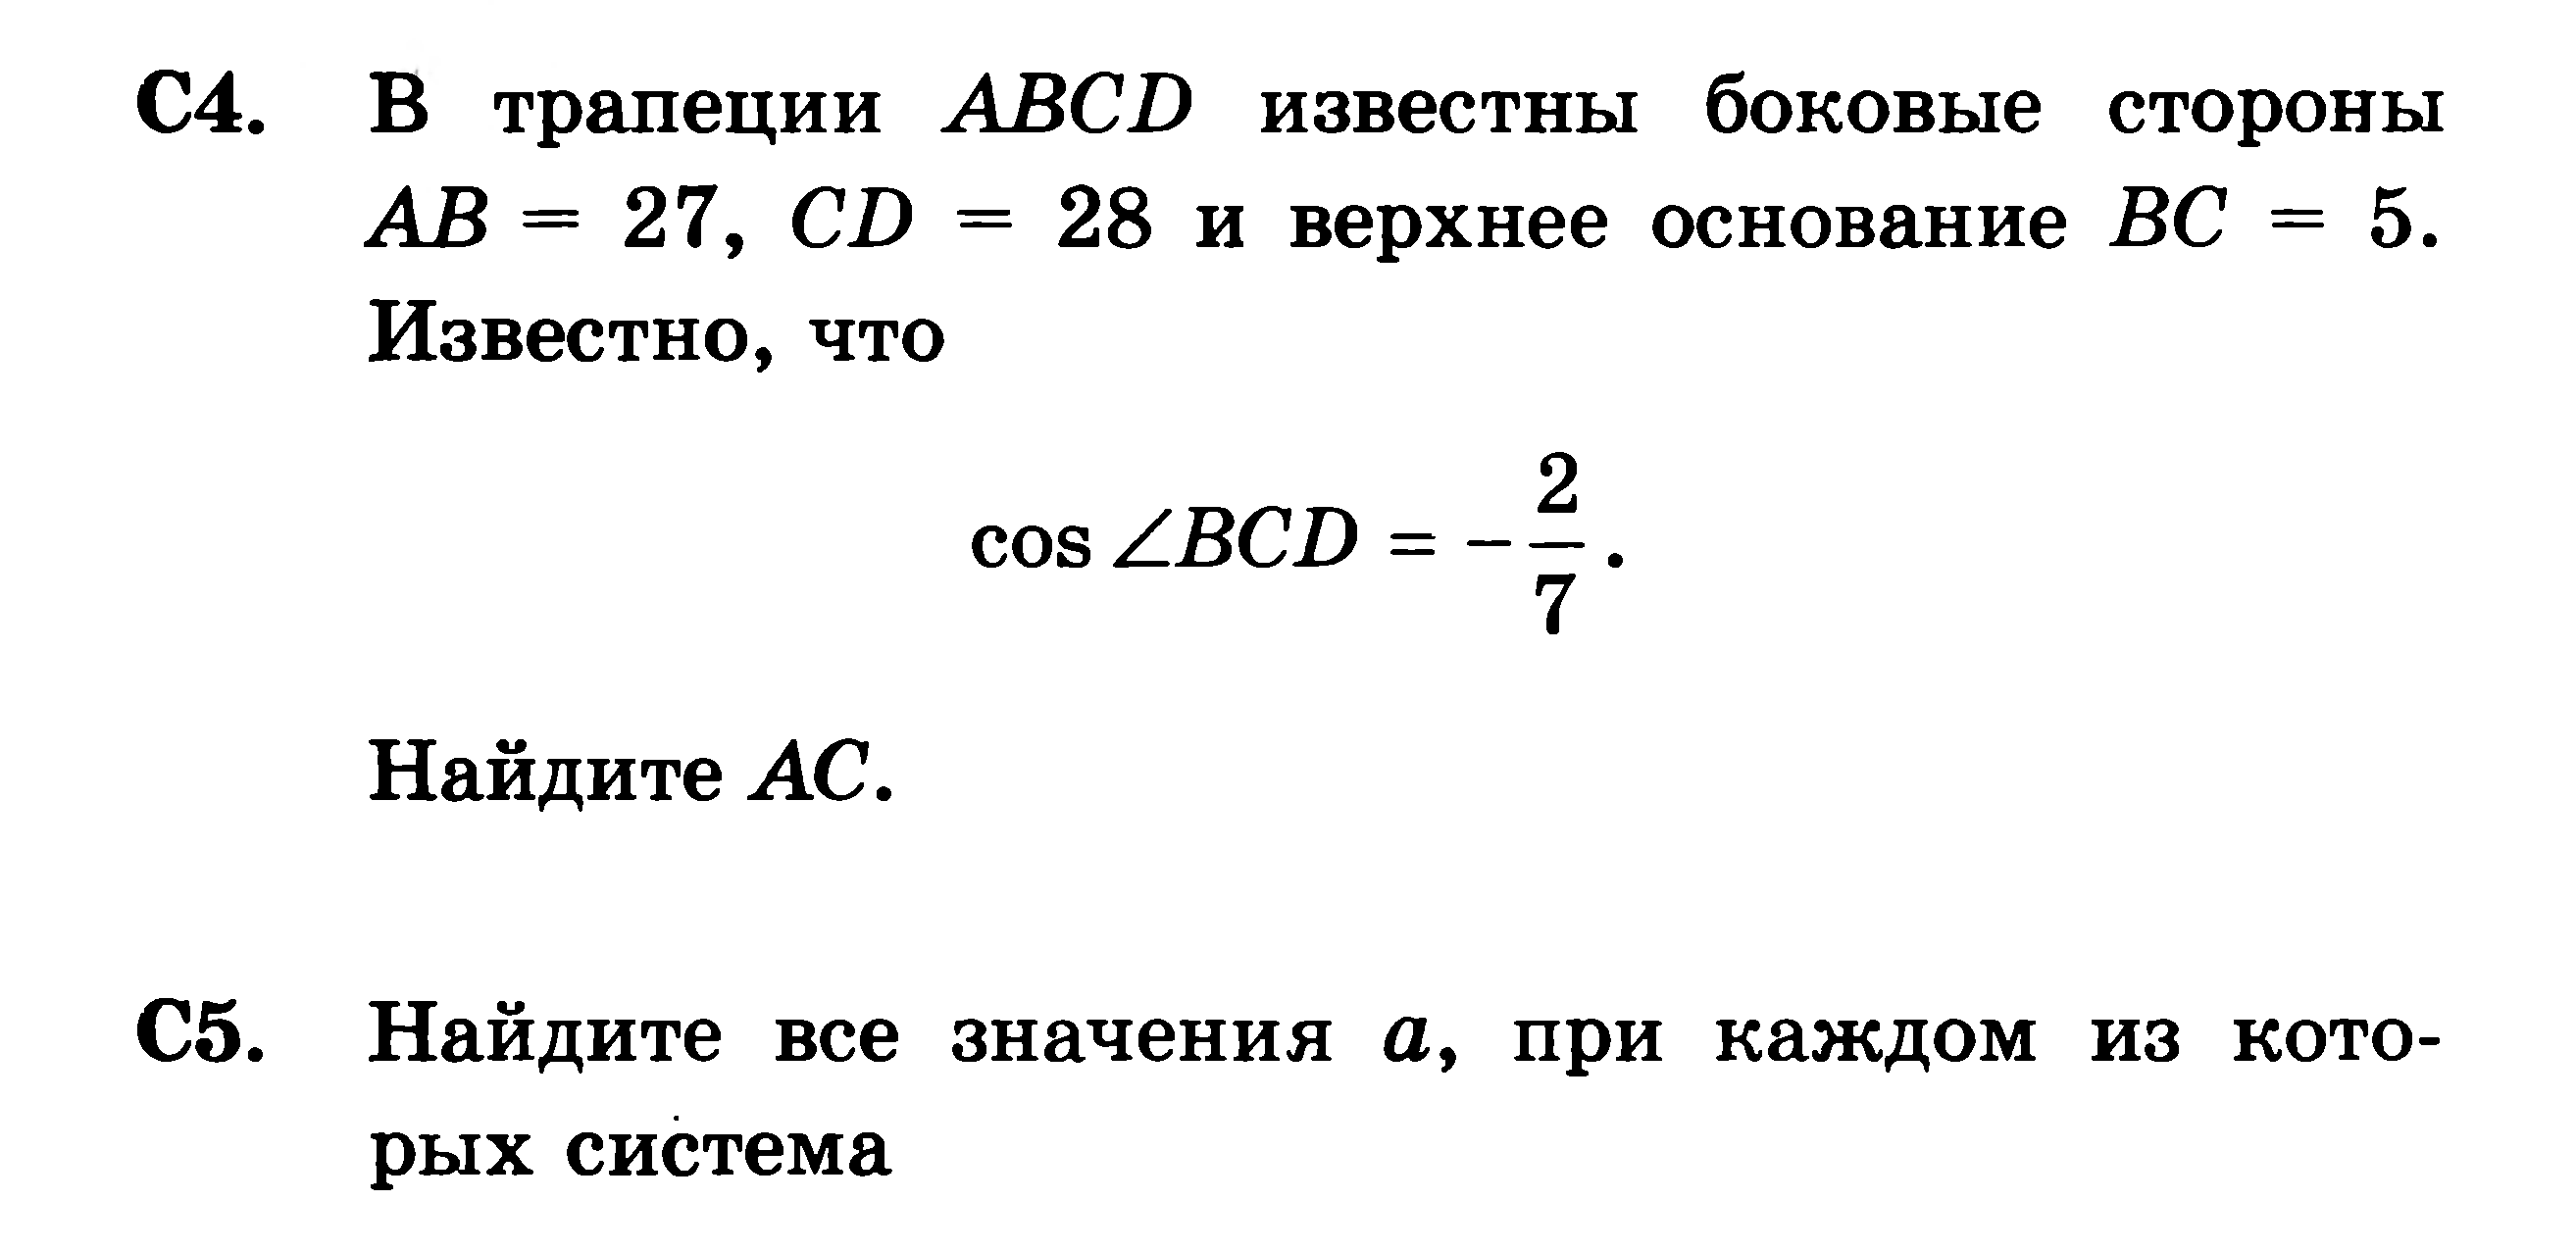 С4. В трапеции ABCD известны боковые стороны
AB = 27, CD = 28 и верхнее основание BC = 5.
Известно, что
cos ∠BCD = −2/7.
Найдите AC.
С5. Найдите все значения a, при каждом из кото-
рых система